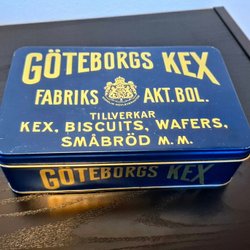 GÖTEBORGS KEX
FABRIKS AKT.BOL.
TILLVERKAR
KEX, BISCUITS, WAFERS,
SMÅBRÖD M.M.
GÖTEBORGS KEX